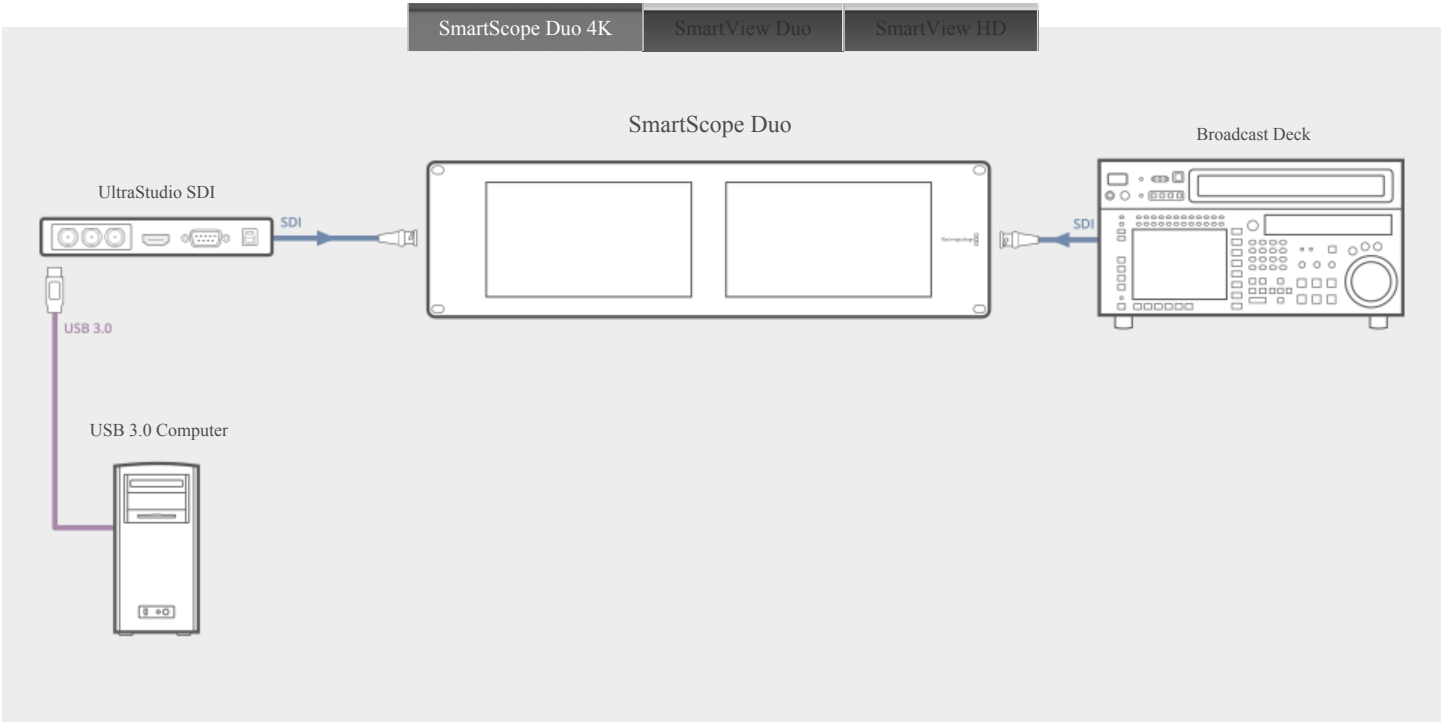 SmartScope Duo 4K
SmartView Duo
SmartView HD
SmartScope Duo
Broadcast Deck
UltraStudio SDI
SDI
SDI
USB 3.0
USB 3.0 Computer